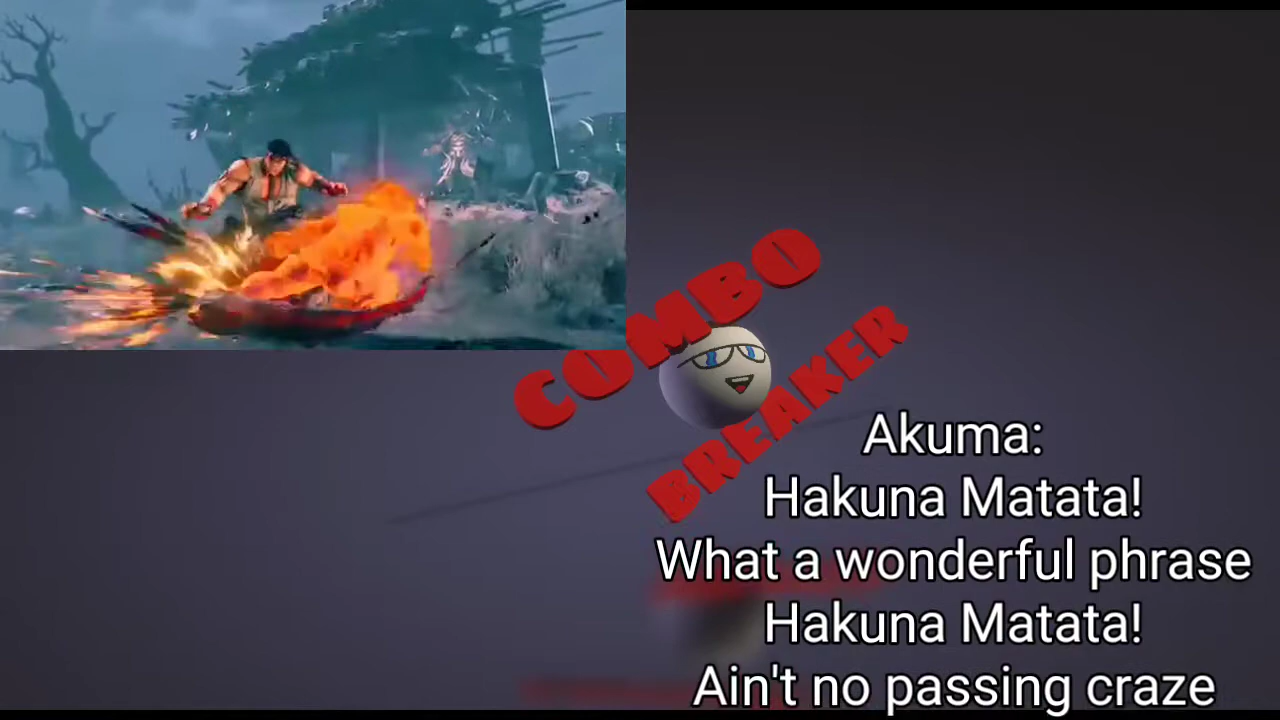 COMBO
BREAKER
Akuma:
Hakuna Matata!
What a wonderful phrase
Hakuna Matata!
Ain't no passing craze